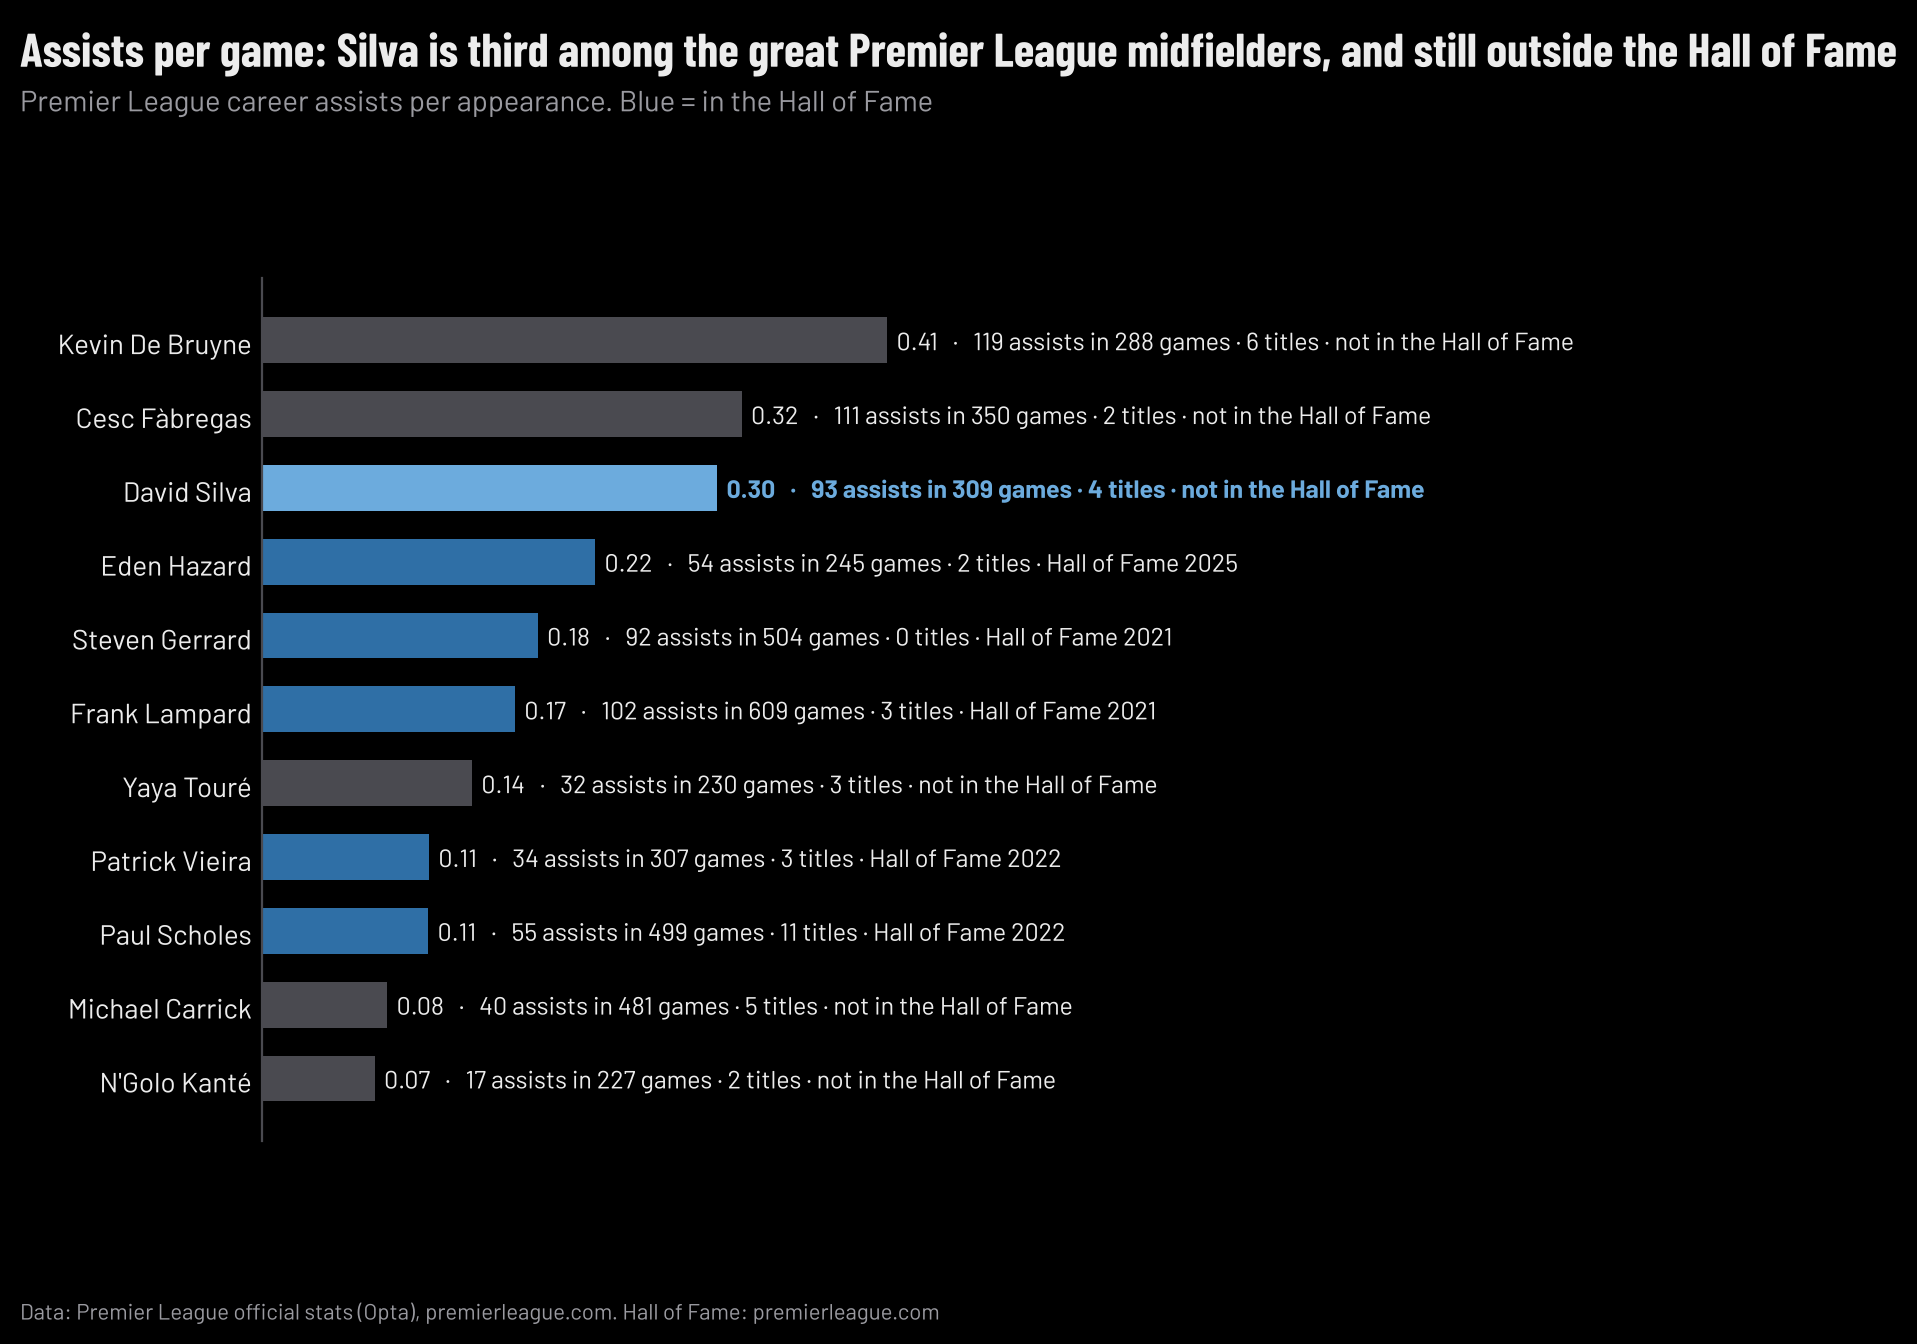 Assists per game: Silva is third among the great Premier League midfielders, and still outside the Hall of Fame
Premier League career assists per appearance. Blue = in the Hall of Fame
Kevin De Bruyne 0.41 · 119 assists in 288 games · 6 titles · not in the Hall of Fame
Cesc Fàbregas 0.32 · 111 assists in 350 games · 2 titles · not in the Hall of Fame
David Silva 0.30 · 93 assists in 309 games · 4 titles · not in the Hall of Fame
Eden Hazard 0.22 · 54 assists in 245 games · 2 titles · Hall of Fame 2025
Steven Gerrard 0.18 · 92 assists in 504 games · 0 titles · Hall of Fame 2021
Frank Lampard 0.17 · 102 assists in 609 games · 3 titles · Hall of Fame 2021
Yaya Touré 0.14 · 32 assists in 230 games · 3 titles · not in the Hall of Fame
Patrick Vieira 0.11 · 34 assists in 307 games · 3 titles · Hall of Fame 2022
Paul Scholes 0.11 · 55 assists in 499 games · 11 titles · Hall of Fame 2022
Michael Carrick 0.08 · 40 assists in 481 games · 5 titles · not in the Hall of Fame
N'Golo Kanté 0.07 · 17 assists in 227 games · 2 titles · not in the Hall of Fame
Data: Premier League official stats (Opta), premierleague.com. Hall of Fame: premierleague.com